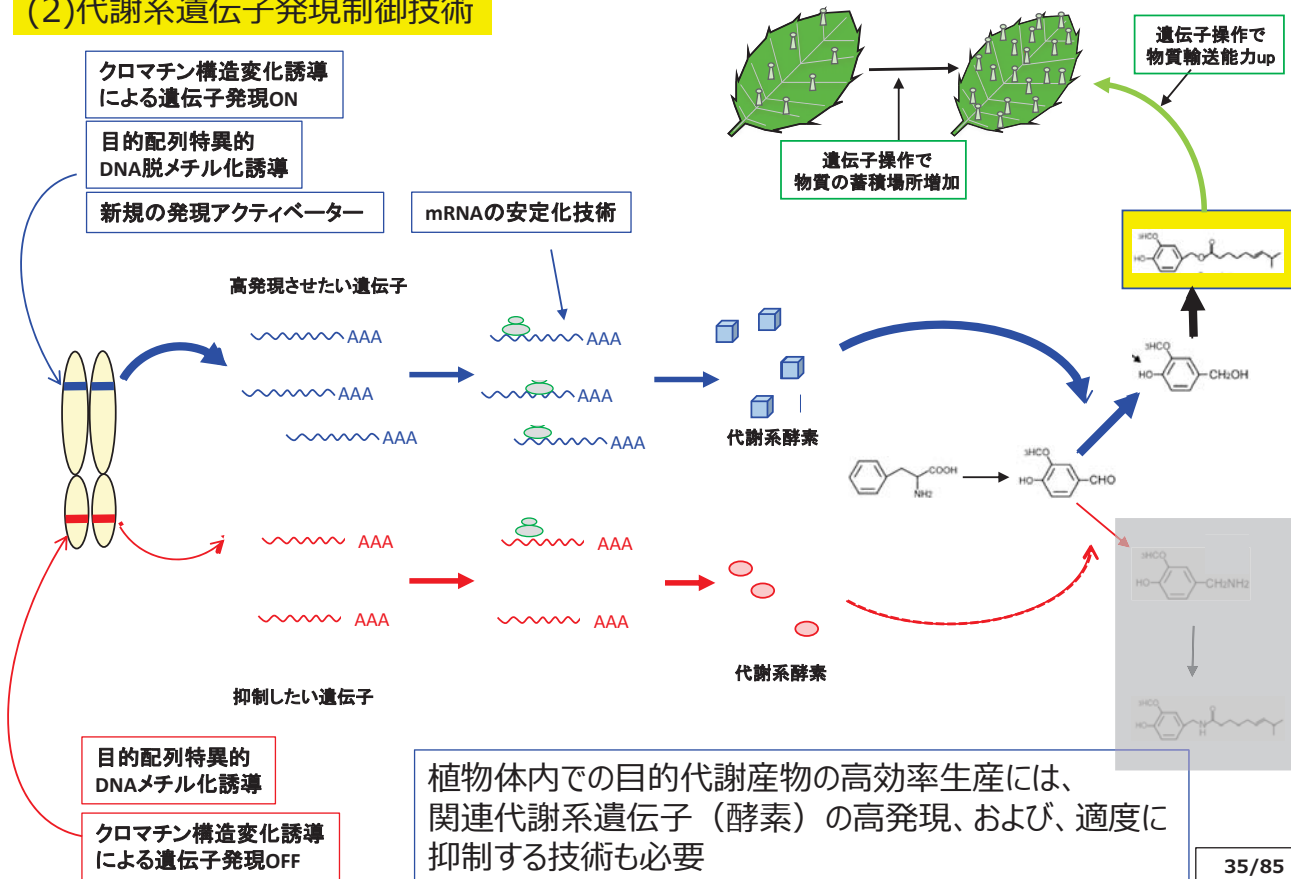 (2)代謝系遺伝子発現制御技術
クロマチン構造変化誘導
による遺伝子発現ON
目的配列特異的
DNA脱メチル化誘導
新規の発現アクティベーター
mRNAの安定化技術
遺伝子操作で
物質の蓄積場所増加
遺伝子操作で
物質輸送能力up
高発現させたい遺伝子
AAA
AAA
AAA
AAA
AAA
AAA
代謝系酵素
3HCO
HO
O
O
3HCO
HO
CH2OH
COOH
NH2
3HCO
HO
CHO
3HCO
HO
CH2NH2
3HCO
HO
N
H
O
AAA
AAA
AAA
AAA
代謝系酵素
抑制したい遺伝子
目的配列特異的
DNAメチル化誘導
クロマチン構造変化誘導
による遺伝子発現OFF
植物体内での目的代謝産物の高効率生産には、
関連代謝系遺伝子（酵素）の高発現、および、適度に
抑制する技術も必要
35/85